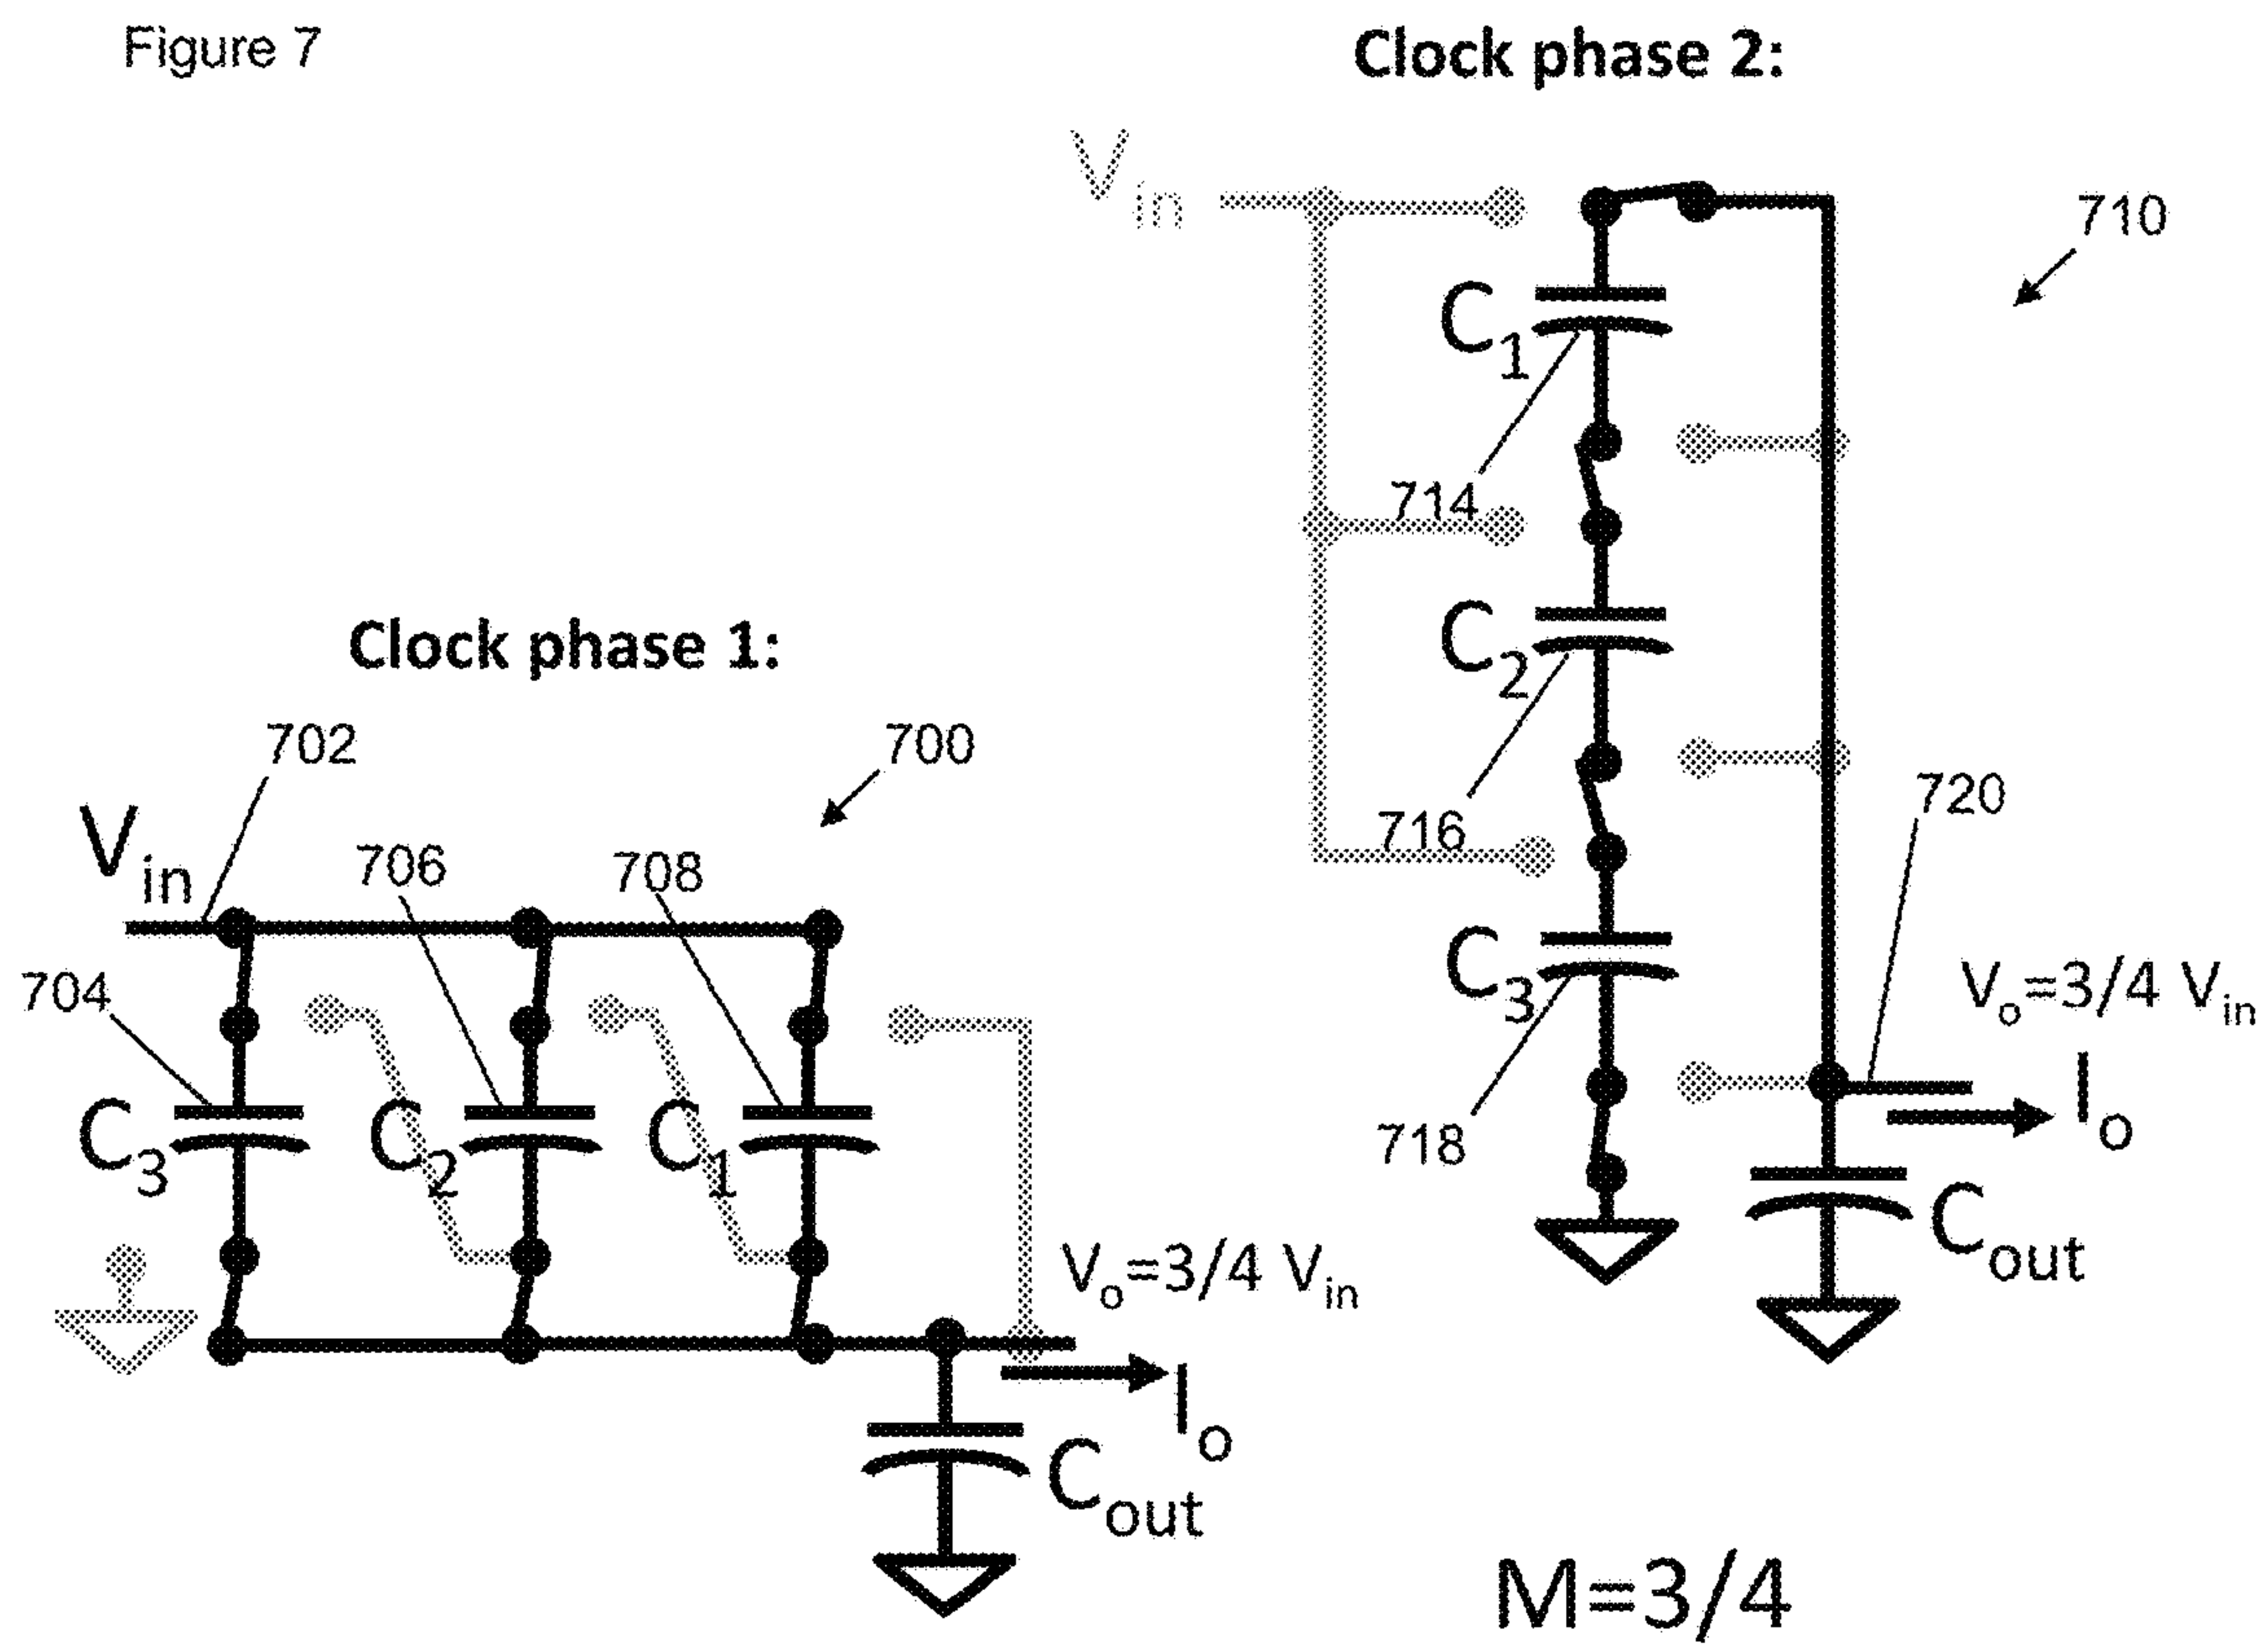 Figure 7
Clock phase 2:
Vin
710
C1
714
C2
716
C3
718
720
Vo=3/4 Vin
Io
Cout
Clock phase 1:
702
700
Vin
706
708
704
C3
C2
C1
Vo=3/4 Vin
Io
Cout
M=3/4